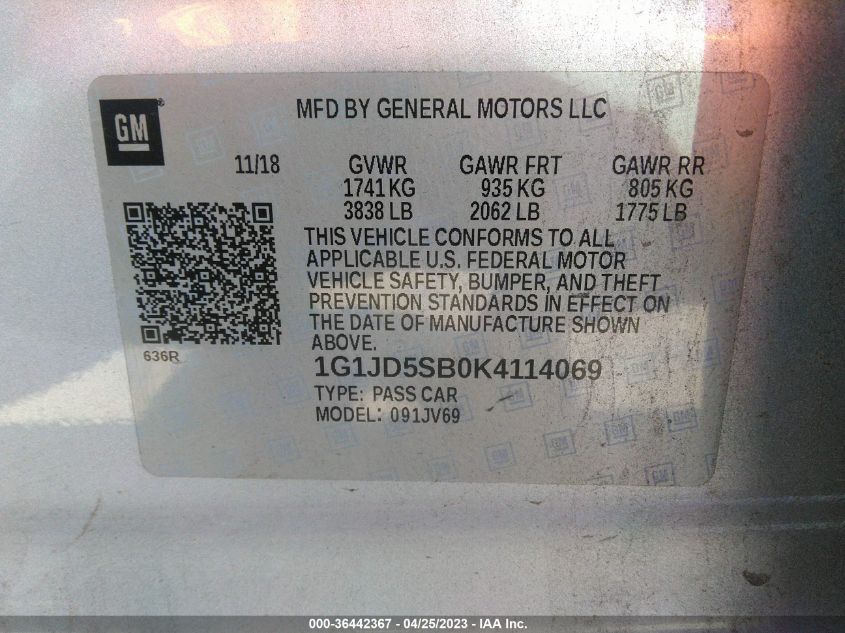 GM
MFD BY GENERAL MOTORS LLC
11/18 GVWR GAWR FRT GAWR RR
1741 KG 935 KG 805 KG
3838 LB 2062 LB 1775 LB
THIS VEHICLE CONFORMS TO ALL
APPLICABLE U.S. FEDERAL MOTOR
VEHICLE SAFETY, BUMPER, AND THEFT
PREVENTION STANDARDS IN EFFECT ON
THE DATE OF MANUFACTURE SHOWN
ABOVE.
636R
1G1JD5SB0K4114069
TYPE: PASS CAR
MODEL: 091JV69
000-36442367 - 04/25/2023 - IAA Inc.